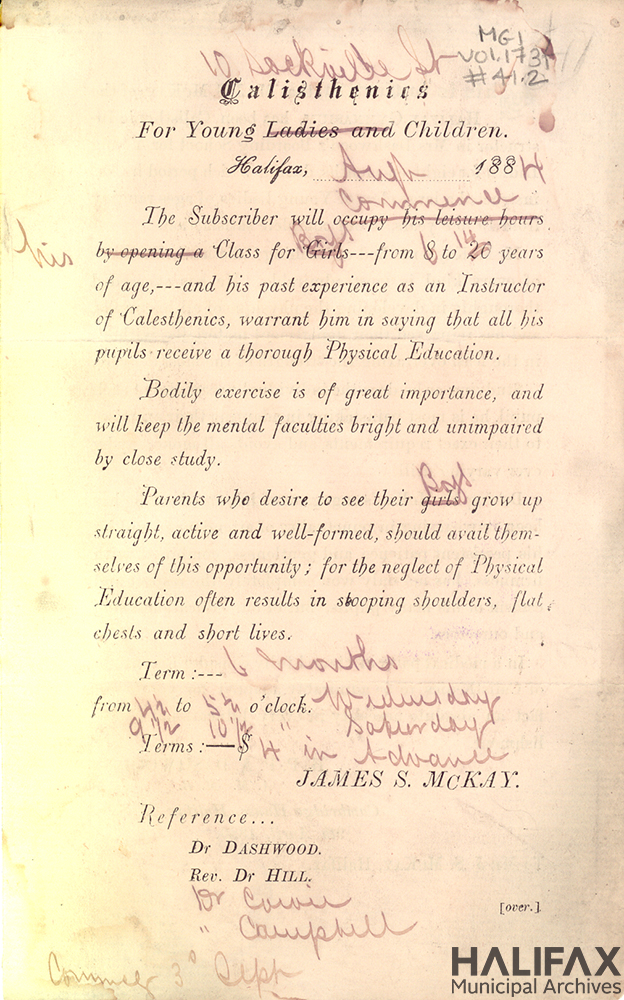 MG1
vol.1731
#41.2
10 Sackville St
Calisthenics
For Young Ladies and Children.
Halifax, Augt 1884
commence
The Subscriber will occupy his leisure hours
his by opening a Class for Girls---from 8 to 20 years
Boys 6 14
of age,---and his past experience as an Instructor
of Calesthenics, warrant him in saying that all his
pupils receive a thorough Physical Education.
Bodily exercise is of great importance, and
will keep the mental faculties bright and unimpaired
by close study.
Boys
Parents who desire to see their girls grow up
straight, active and well-formed, should avail them-
selves of this opportunity; for the neglect of Physical
Education often results in stooping shoulders, flat
chests and short lives.
Term:--- 6 months
from 4½ to 5½ o'clock. Wednesday
9½ 10½ " Saturday
Terms:—$ 4 in Advance
JAMES S. McKAY.
Reference...
Dr DASHWOOD.
Rev. Dr HILL.
Dr Cowie
" Campbell
[over.]
Commeg 3d Sept
HALIFAX
Municipal Archives